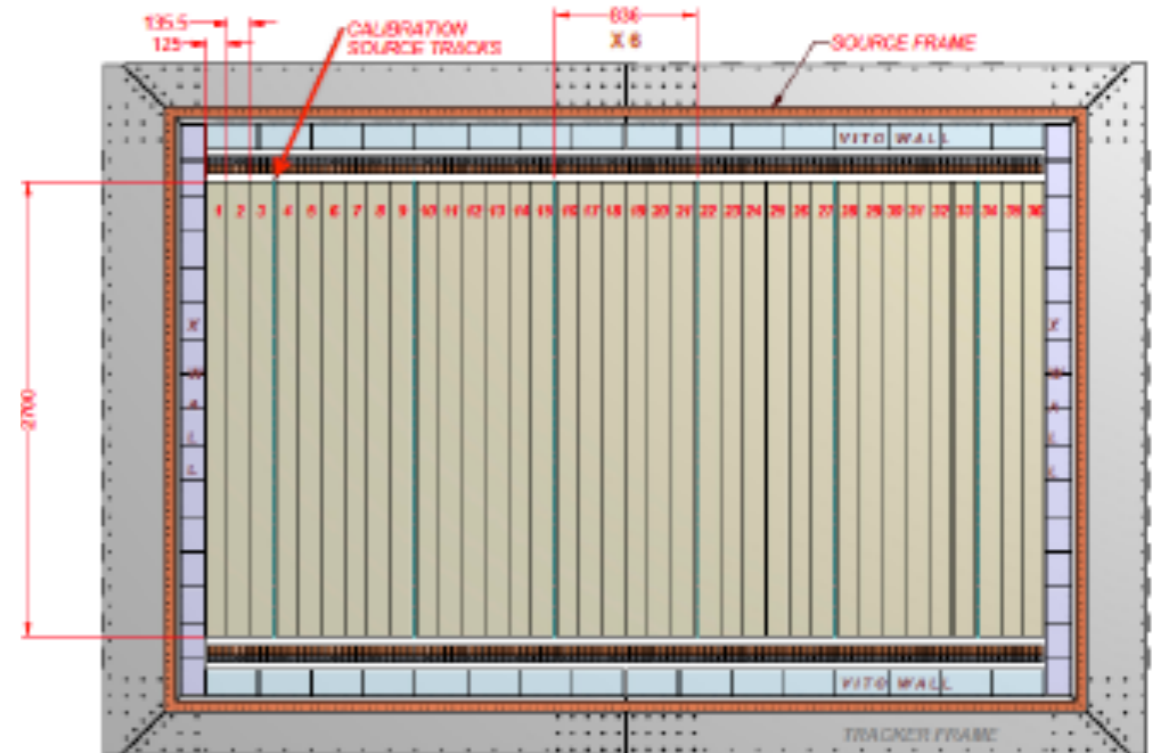 135.5
125
CALIBRATION
SOURCE TRACKS
836
X 6
SOURCE FRAME
VITO WALL
1 2 3 4 5 6 7 8 9 10 11 12 13 14 15 16 17 18 19 20 21 22 23 24 25 26 27 28 29 30 31 32 33 34 35 36
X WALL
X WALL
2700
VITO WALL
TRACKER FRAME